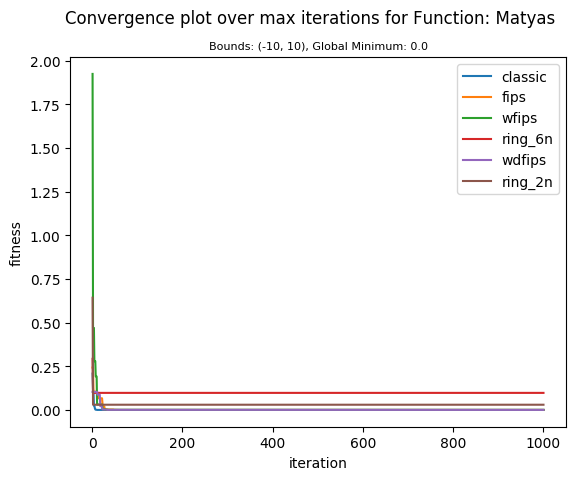 Convergence plot over max iterations for Function: Matyas
Bounds: (-10, 10), Global Minimum: 0.0
2.00
1.75
1.50
1.25
1.00
0.75
0.50
0.25
0.00
fitness
classic
fips
wfips
ring_6n
wdfips
ring_2n
0 200 400 600 800 1000
iteration